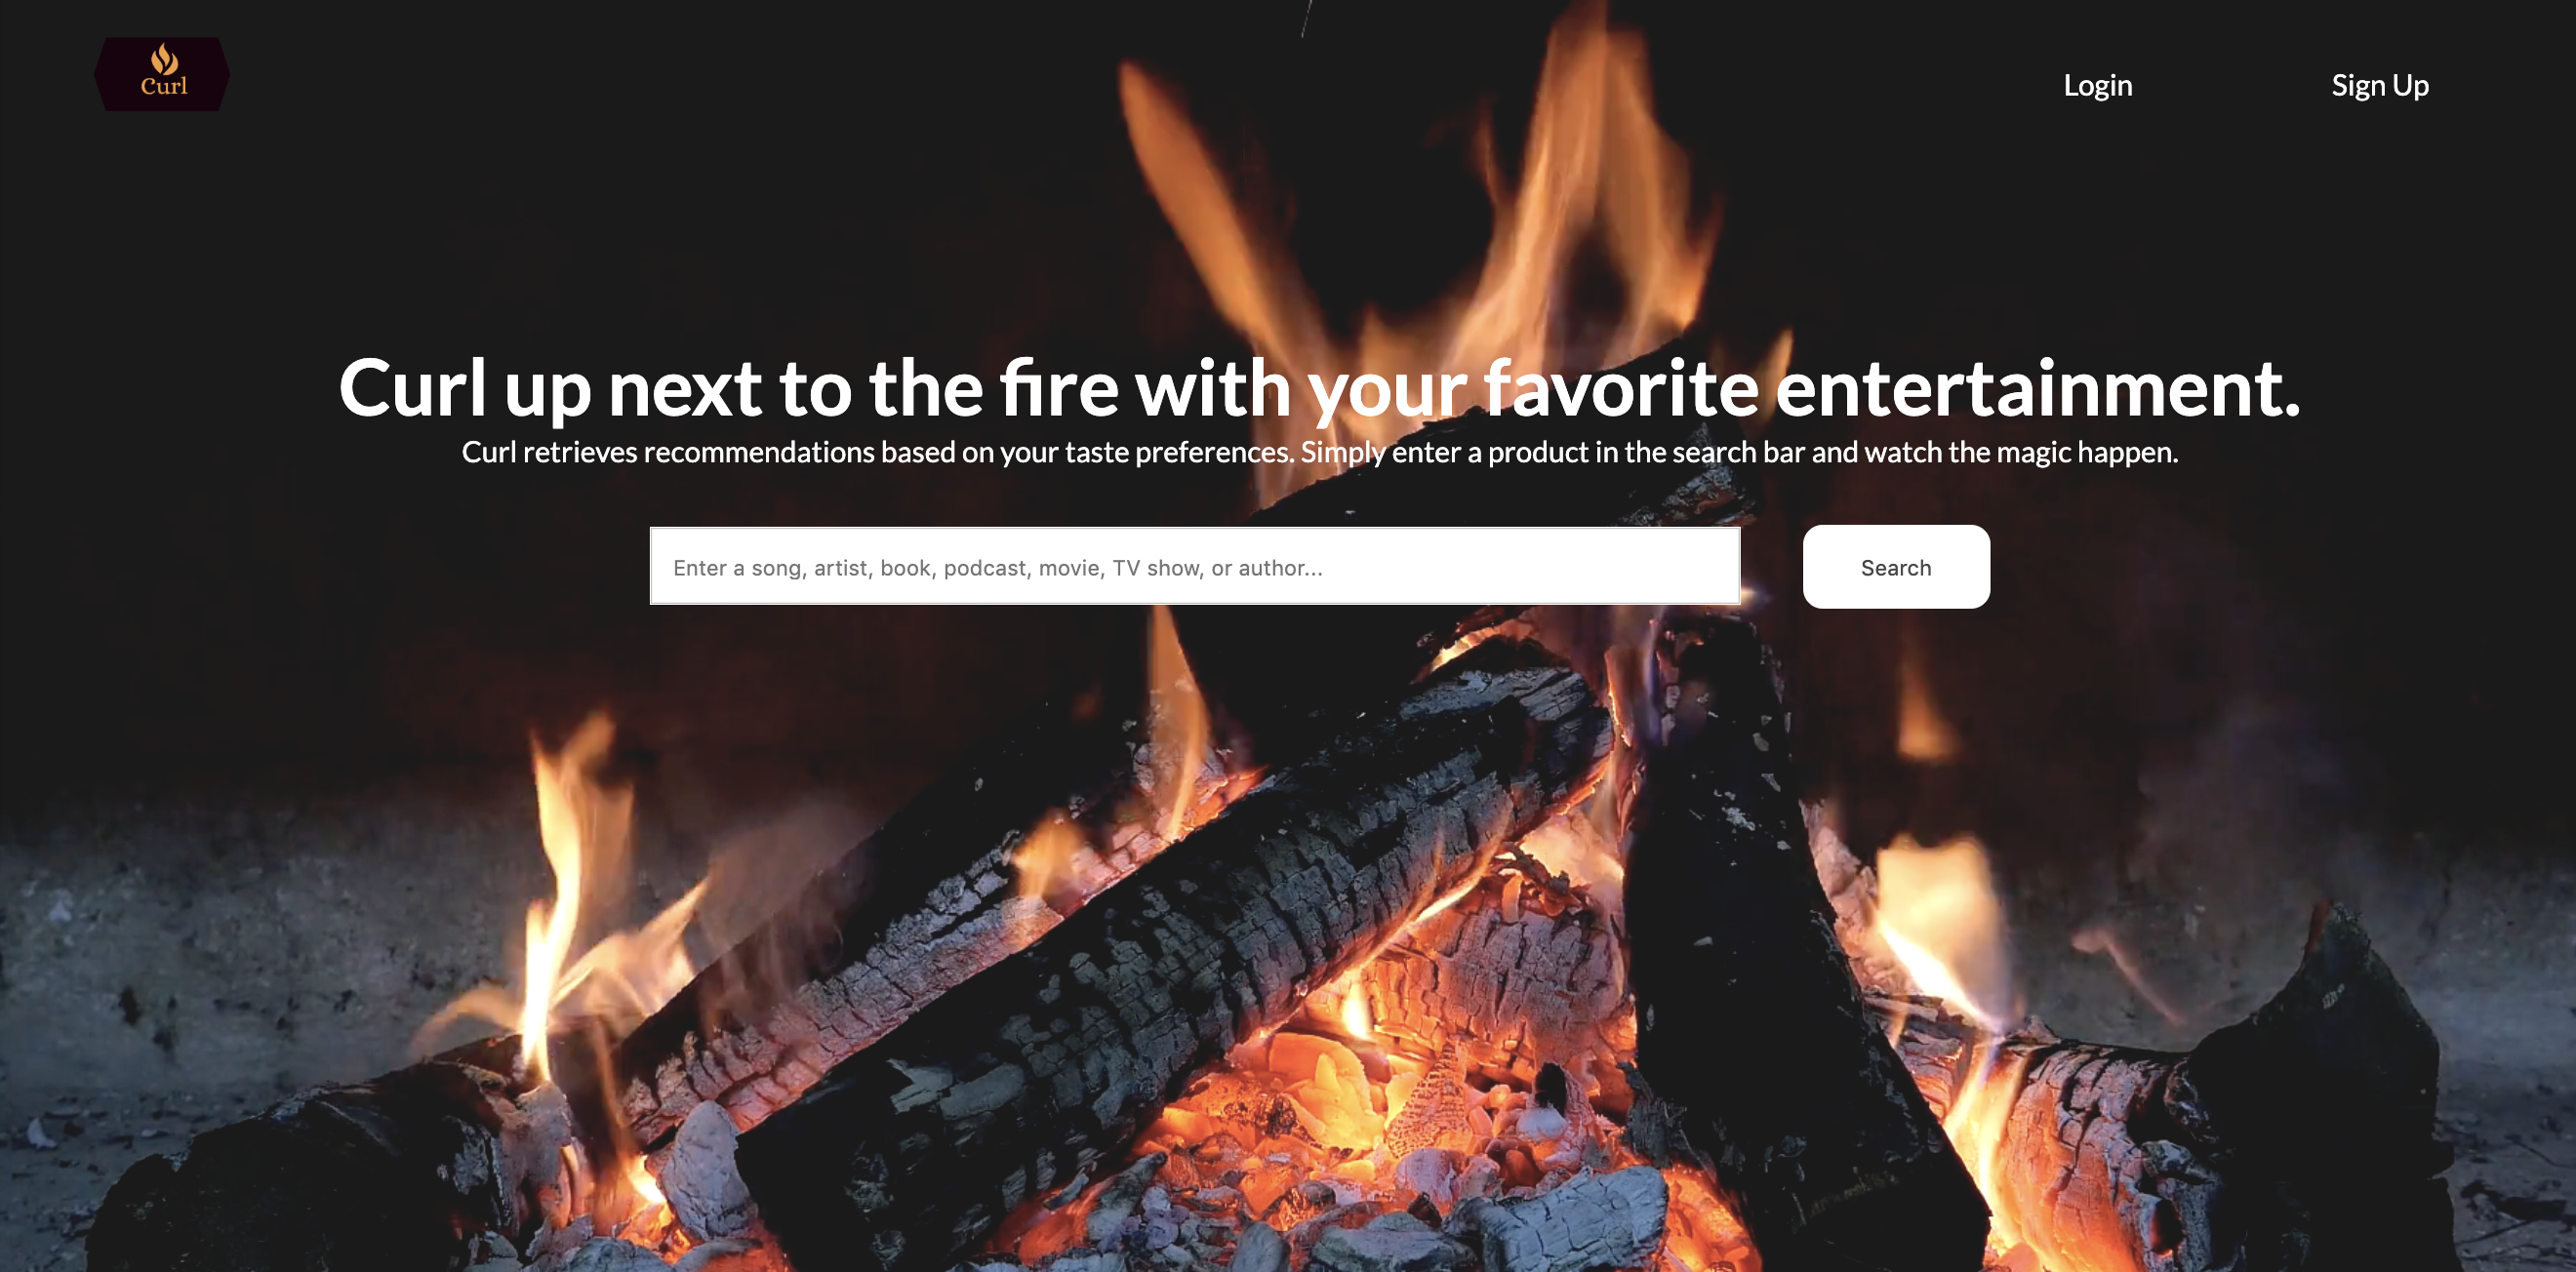 Curl
Login
Sign Up
Curl up next to the fire with your favorite entertainment.
Curl retrieves recommendations based on your taste preferences. Simply enter a product in the search bar and watch the magic happen.
Enter a song, artist, book, podcast, movie, TV show, or author...
Search